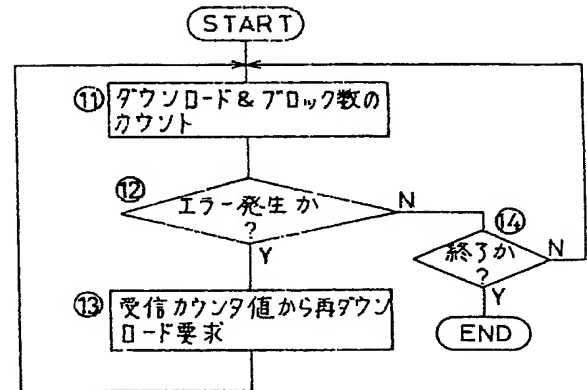 START
⑪ ダウンロード&ブロック数の
カウント
⑫
エラー発生か
?
N
Y
⑭
終了か
?
N
Y
⑬ 受信カウンタ値から再ダウン
ロード要求
END